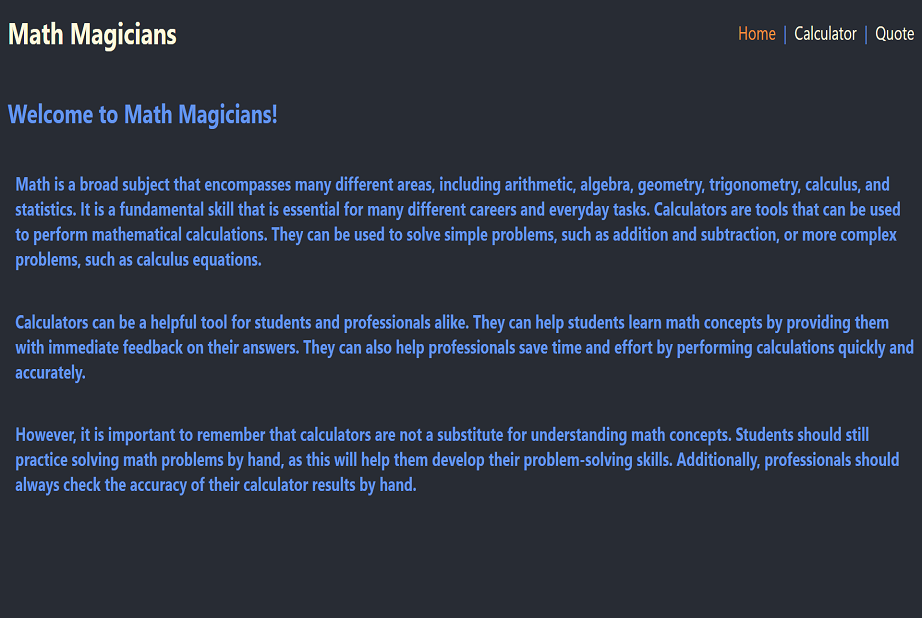 Math Magicians
Home | Calculator | Quote
Welcome to Math Magicians!
Math is a broad subject that encompasses many different areas, including arithmetic, algebra, geometry, trigonometry, calculus, and
statistics. It is a fundamental skill that is essential for many different careers and everyday tasks. Calculators are tools that can be used
to perform mathematical calculations. They can be used to solve simple problems, such as addition and subtraction, or more complex
problems, such as calculus equations.
Calculators can be a helpful tool for students and professionals alike. They can help students learn math concepts by providing them
with immediate feedback on their answers. They can also help professionals save time and effort by performing calculations quickly and
accurately.
However, it is important to remember that calculators are not a substitute for understanding math concepts. Students should still
practice solving math problems by hand, as this will help them develop their problem-solving skills. Additionally, professionals should
always check the accuracy of their calculator results by hand.